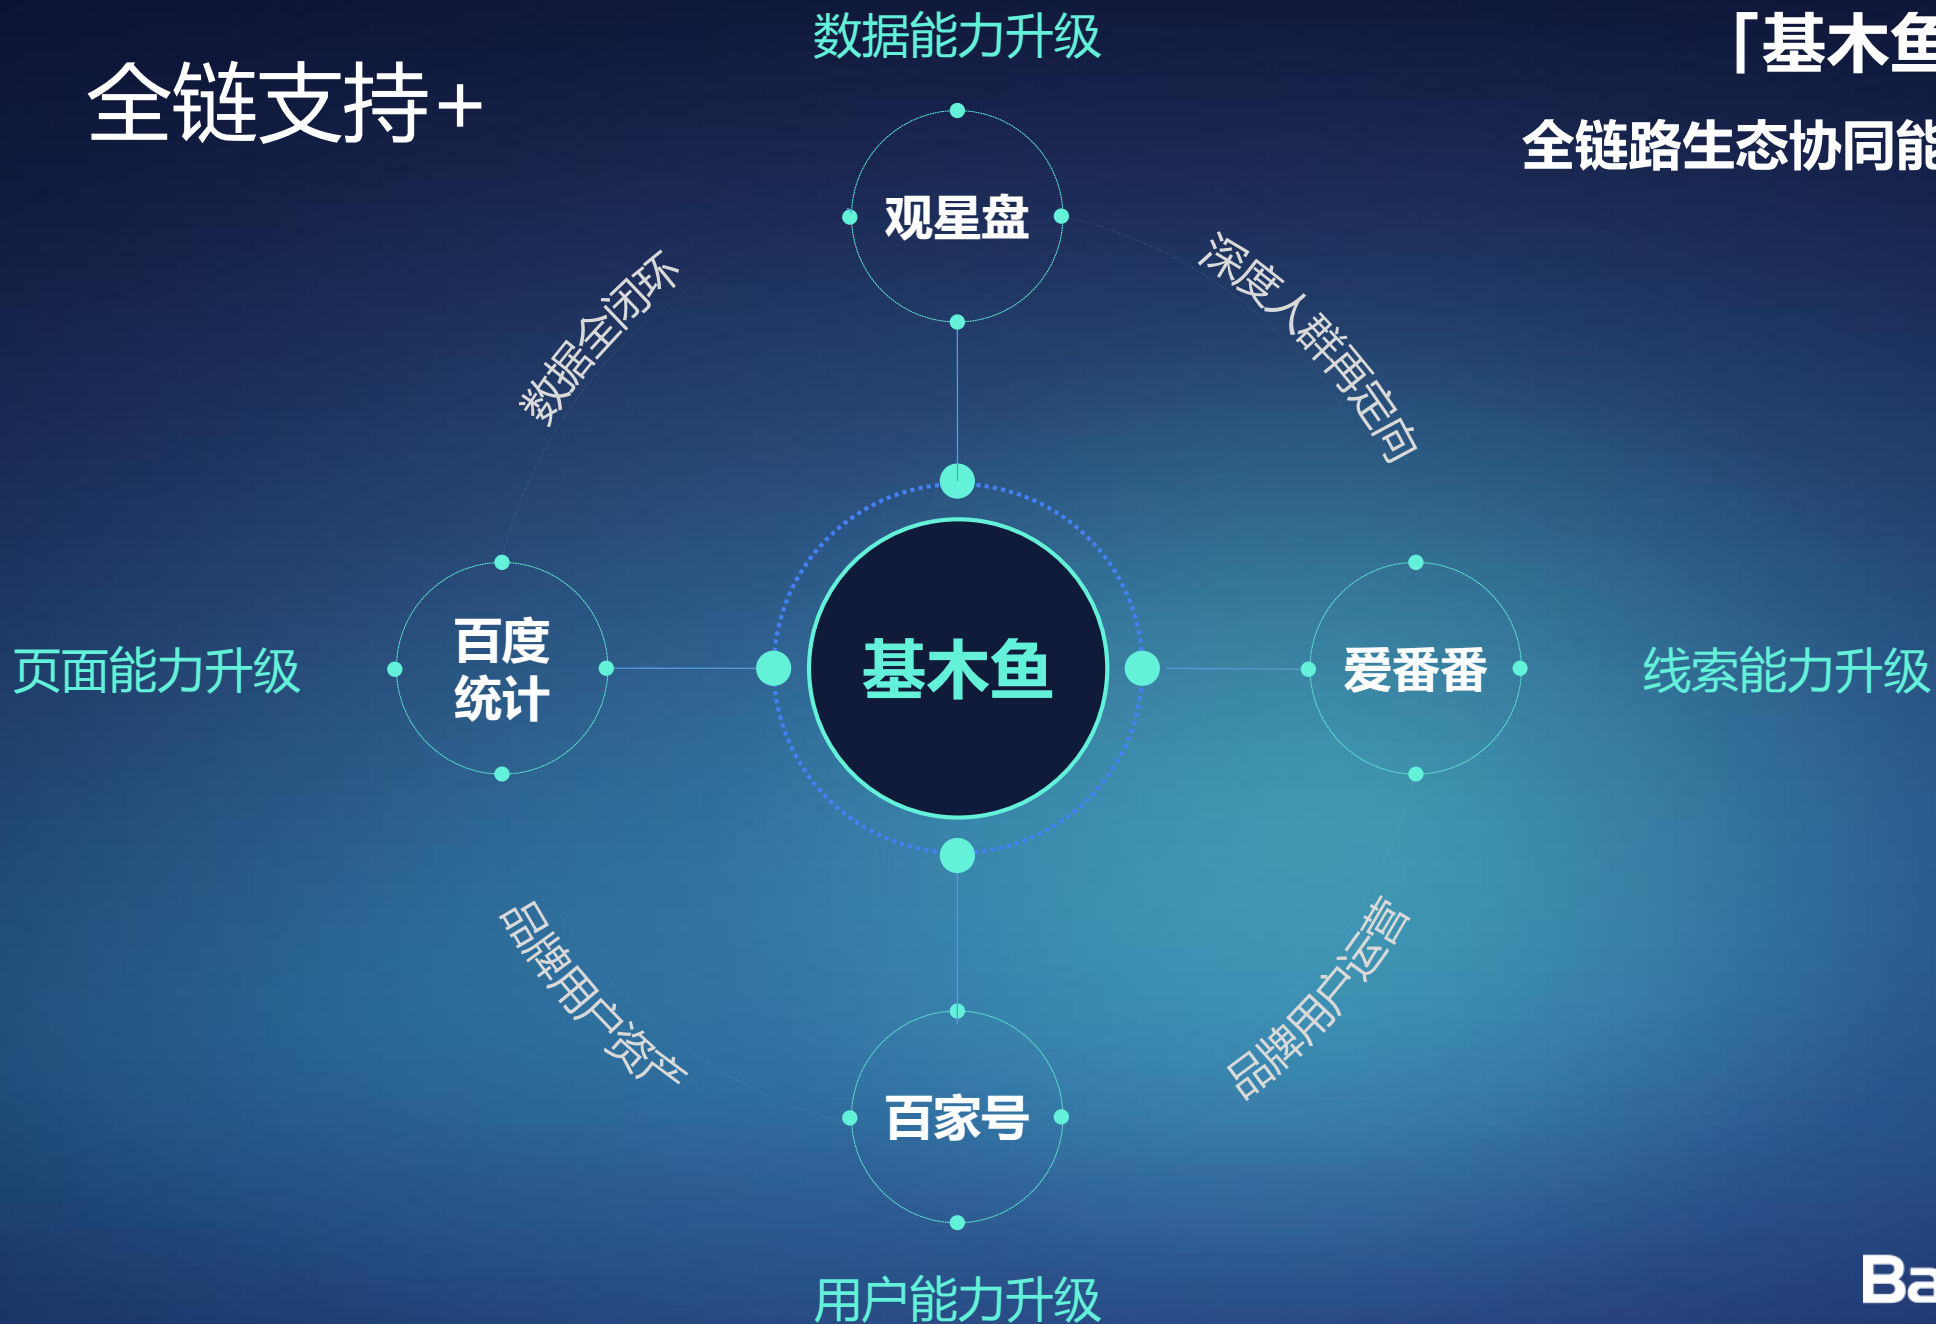 数据能力升级
「基木鱼
全链支持+
全链路生态协同能
观星盘
数据全闭环
深度人群再定向
百度
统计
基木鱼
爱番番
页面能力升级
线索能力升级
品牌用户资产
品牌用户运营
百家号
用户能力升级
Ba